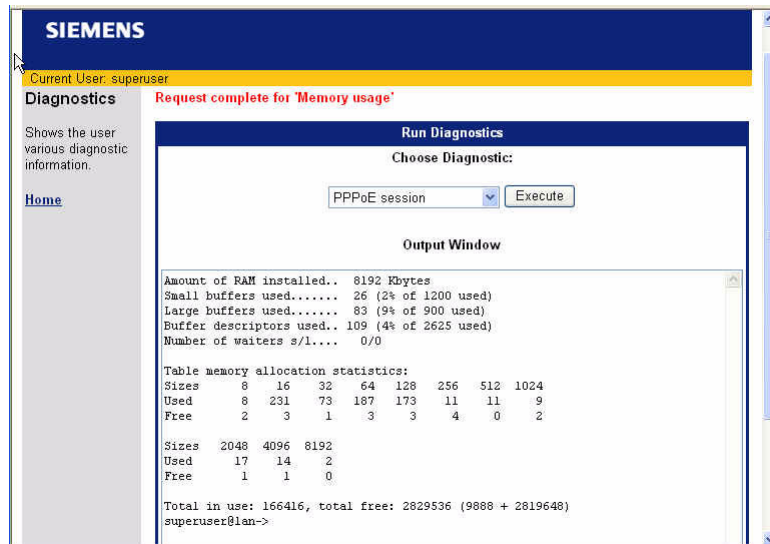 SIEMENS
Current User: superuser
Diagnostics
Shows the user
various diagnostic
information.
Home
Request complete for 'Memory usage'
Run Diagnostics
Choose Diagnostic:
PPPoE session
Execute
Output Window
Amount of RAM installed.. 8192 Kbytes
Small buffers used....... 26 (2% of 1200 used)
Large buffers used....... 83 (9% of 900 used)
Buffer descriptors used.. 109 (4% of 2625 used)
Number of waiters s/l.... 0/0
Table memory allocation statistics:
Sizes 8 16 32 64 128 256 512 1024
Used 8 231 73 187 173 11 11 9
Free 2 3 1 3 3 4 0 2
Sizes 2048 4096 8192
Used 17 14 2
Free 1 1 0
Total in use: 166416, total free: 2829536 (9888 + 2819648)
superuser@lan->